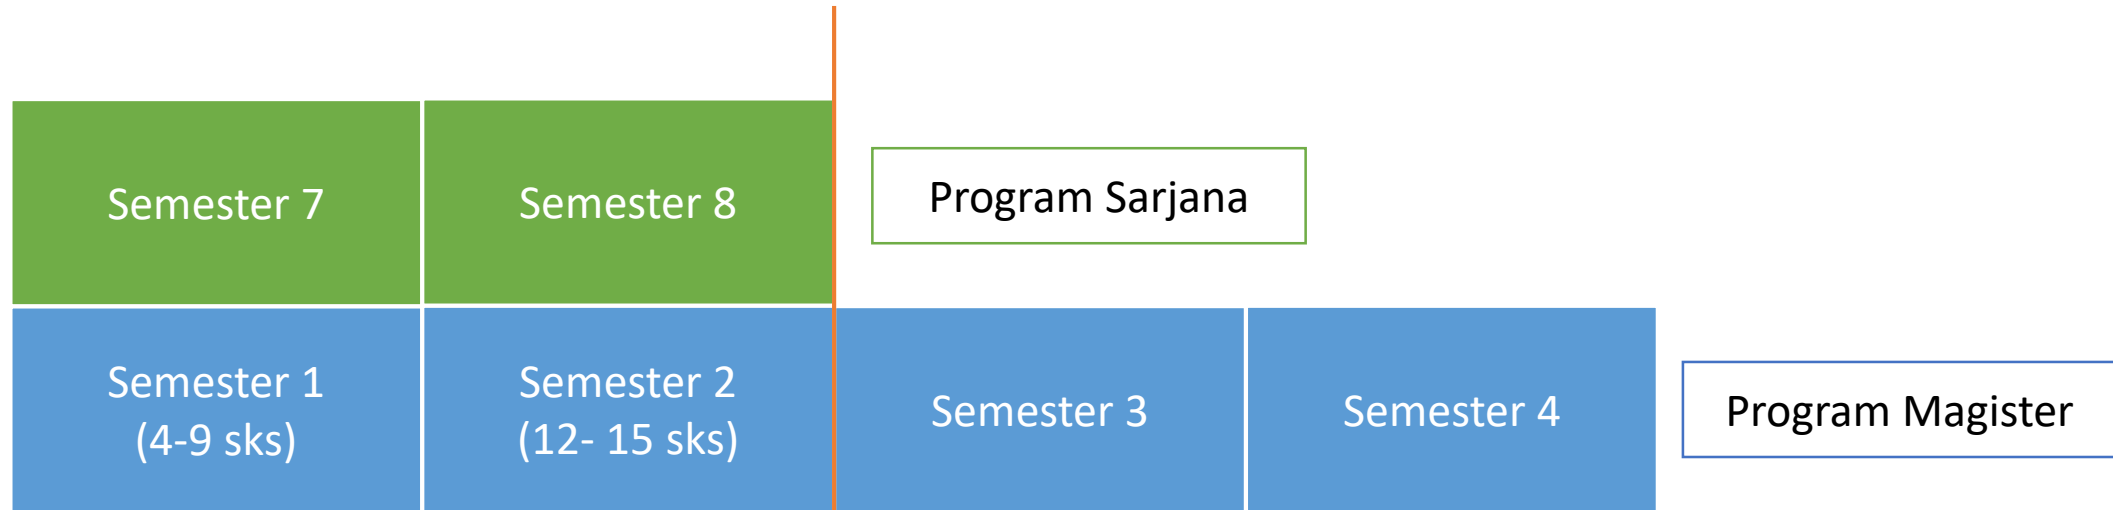 Semester 7
Semester 8
Program Sarjana
Semester 1
(4-9 sks)
Semester 2
(12- 15 sks)
Semester 3
Semester 4
Program Magister